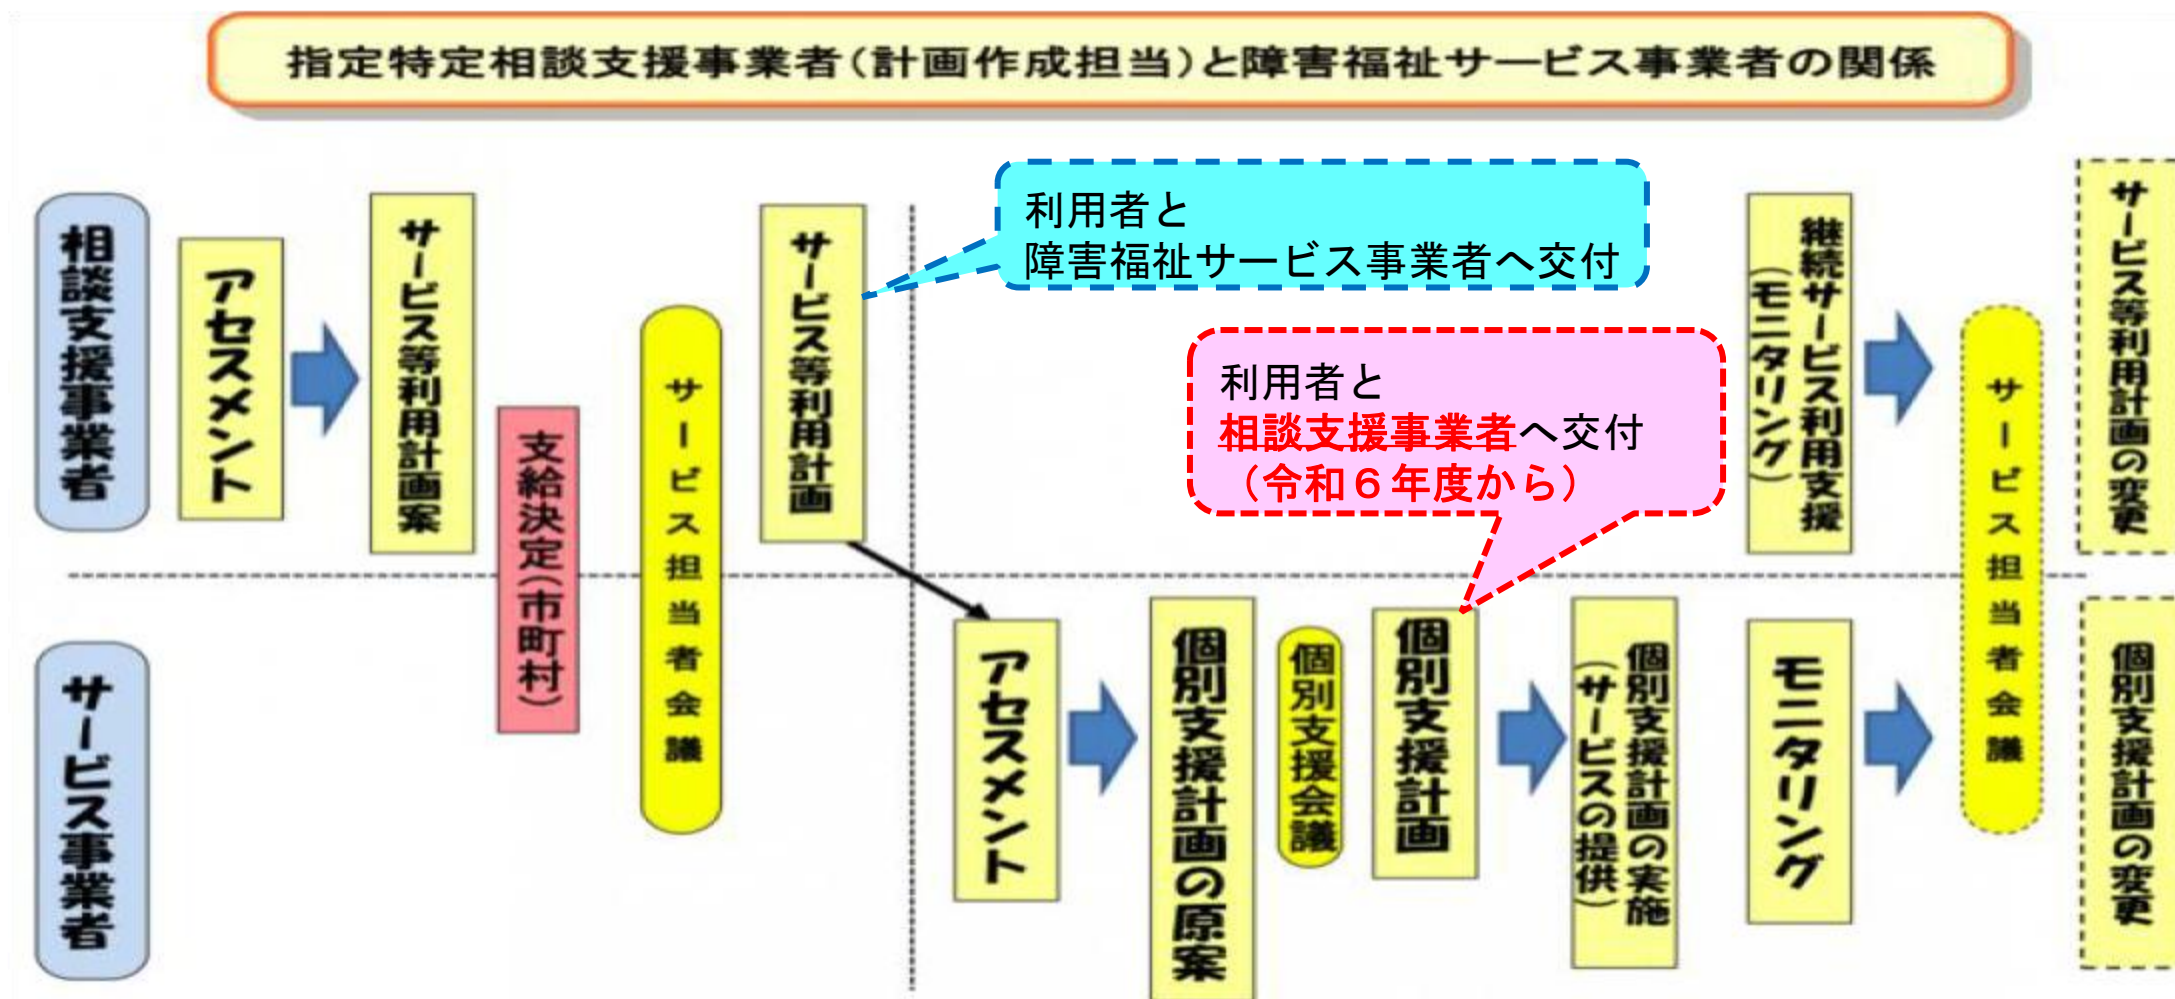 指定特定相談支援事業者(計画作成担当)と障害福祉サービス事業者の関係
相談支援事業者
アセスメント
サービス等利用計画案
支給決定(市町村)
サービス担当者会議
サービス等利用計画
利用者と
障害福祉サービス事業者へ交付
利用者と
相談支援事業者へ交付
(令和6年度から)
継続サービス利用支援
(モニタリング)
サービス担当者会議
サービス等利用計画の変更
サービス事業者
アセスメント
個別支援計画の原案
個別支援会議
個別支援計画
個別支援計画の実施
(サービスの提供)
モニタリング
個別支援計画の変更